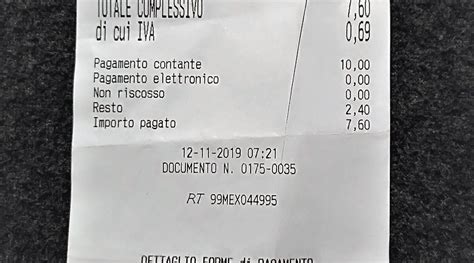 TOTALE COMPLESSIVO 7,60
di cui IVA 0,69
Pagamento contante 10,00
Pagamento elettronico 0,00
Non riscosso 0,00
Resto 2,40
Importo pagato 7,60
12-11-2019 07:21
DOCUMENTO N. 0175-0035
RT 99MEX044995
DETTAGLIO FORME di PAGAMENTO